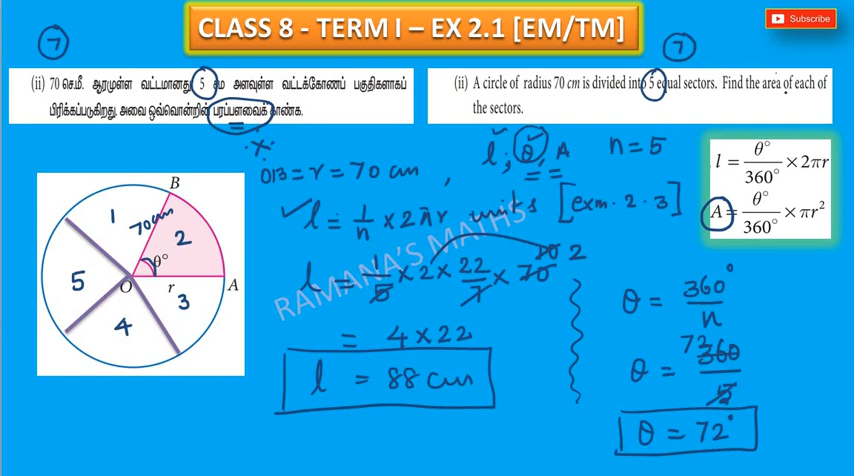 CLASS 8 - TERM I – EX 2.1 [EM/TM]
Subscribe
7
7
(ii) 70 செ.மீ. ஆரமுள்ள வட்டமானது 5 சம அளவுள்ள வட்டக்கோணப் பகுதிகளாகப்
பிரிக்கப்படுகிறது. அவை ஒவ்வொன்றின் பரப்பளவைக் காண்க.
(ii) A circle of radius 70 cm is divided into 5 equal sectors. Find the area of each of
the sectors.
= r = 70 cm ,
l, θ, A
n = 5
l = θ°/360° × 2πr
A = θ°/360° × πr²
B
1
70cm
2
θ°
5
O
r
A
3
4
✓l = 1/n × 2πr units [exm. 2.3]
l = 1/5 × 2 × 22/7 × 70 10 2
= 4 × 22
l = 88 cm
θ = 360°/n
θ = 72 360/5
θ = 72°
RAMANA'S MATHS